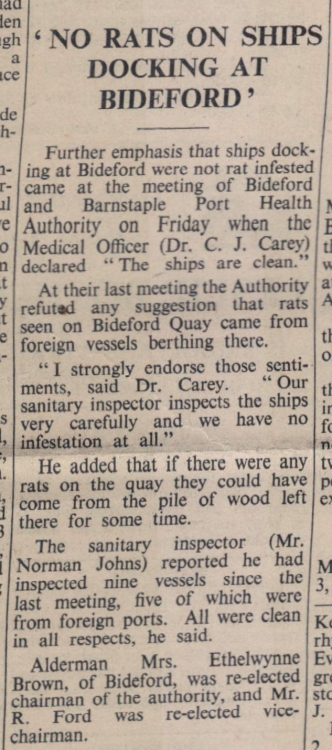 ' NO RATS ON SHIPS
DOCKING AT
BIDEFORD '
Further emphasis that ships dock-
ing at Bideford were not rat infested
came at the meeting of Bideford
and Barnstaple Port Health
Authority on Friday when the
Medical Officer (Dr. C. J. Carey)
declared " The ships are clean."
At their last meeting the Authority
refuted any suggestion that rats
seen on Bideford Quay came from
foreign vessels berthing there.
" I strongly endorse those senti-
ments, said Dr. Carey. " Our
sanitary inspector inspects the ships
very carefully and we have no
infestation at all."
He added that if there were any
rats on the quay they could have
come from the pile of wood left
there for some time.
The sanitary inspector (Mr.
Norman Johns) reported he had
inspected nine vessels since the
last meeting, five of which were
from foreign ports. All were clean
in all respects, he said.
Alderman Mrs. Ethelwynne
Brown, of Bideford, was re-elected
chairman of the authority, and Mr.
R. Ford was re-elected vice-
chairman.